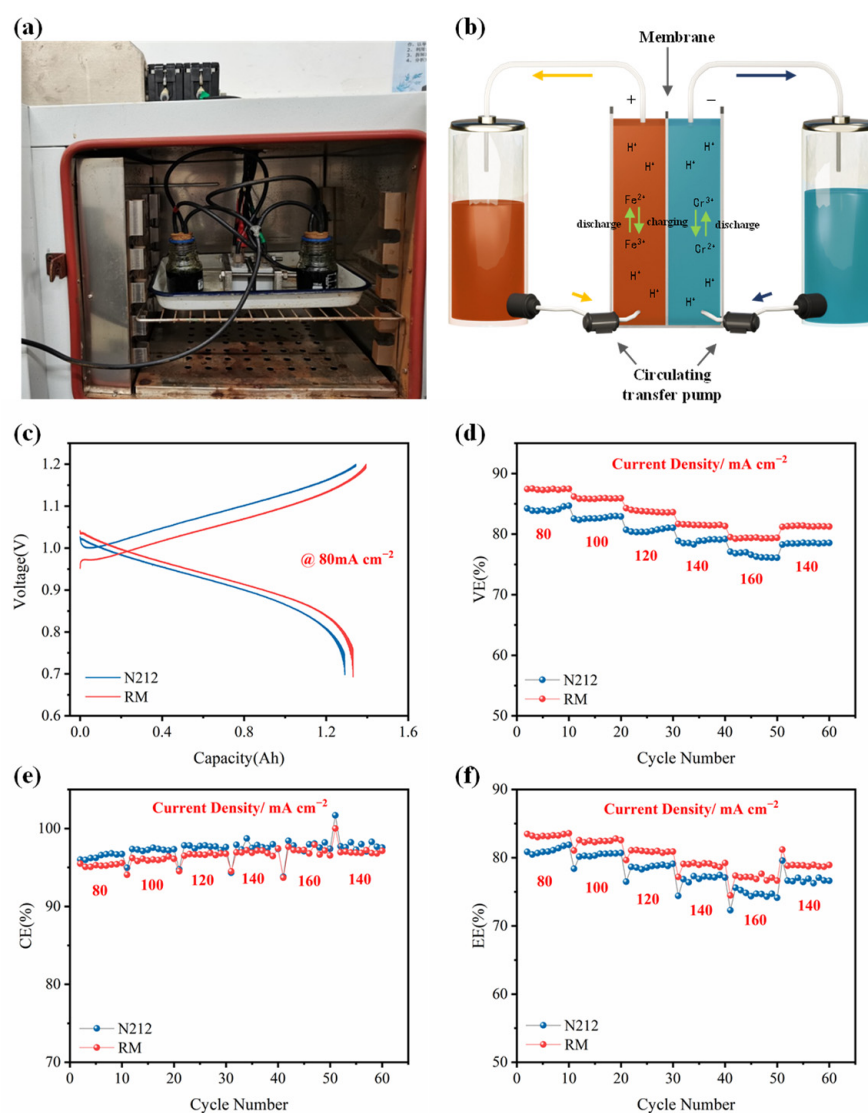 (a)
(b)
Membrane
+
−
H⁺
H⁺
H⁺
H⁺
Fe²⁺
Cr³⁺
discharge
charging
discharge
Fe³⁺
Cr²⁺
H⁺
H⁺
H⁺
H⁺
Circulating
transfer pump
(c)
1.2
1.1
1.0
0.9
0.8
0.7
0.6
Voltage(V)
@ 80mA cm⁻²
N212
RM
0.0
0.4
0.8
1.2
1.6
Capacity(Ah)
(d)
90
85
80
75
70
65
60
55
50
VE(%)
Current Density/ mA cm⁻²
80
100
120
140
160
140
N212
RM
0
10
20
30
40
50
60
Cycle Number
(e)
100
90
80
70
CE(%)
Current Density/ mA cm⁻²
80
100
120
140
160
140
N212
RM
0
10
20
30
40
50
60
Cycle Number
(f)
90
80
70
60
50
EE(%)
Current Density/ mA cm⁻²
80
100
120
140
160
140
N212
RM
0
10
20
30
40
50
60
Cycle Number